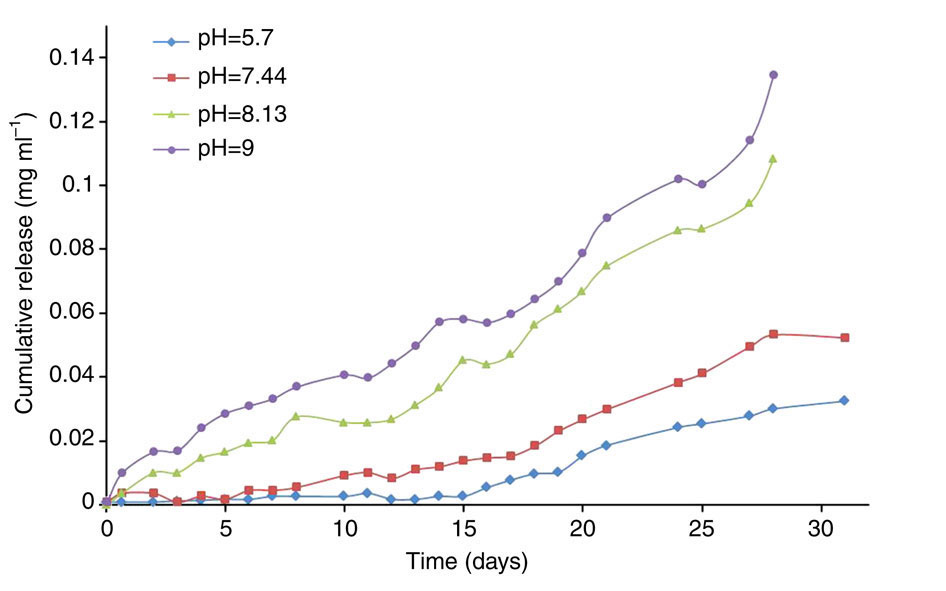 pH=5.7
pH=7.44
pH=8.13
pH=9
0.14
0.12
0.1
0.08
0.06
0.04
0.02
0
Cumulative release (mg ml⁻¹)
0 5 10 15 20 25 30
Time (days)